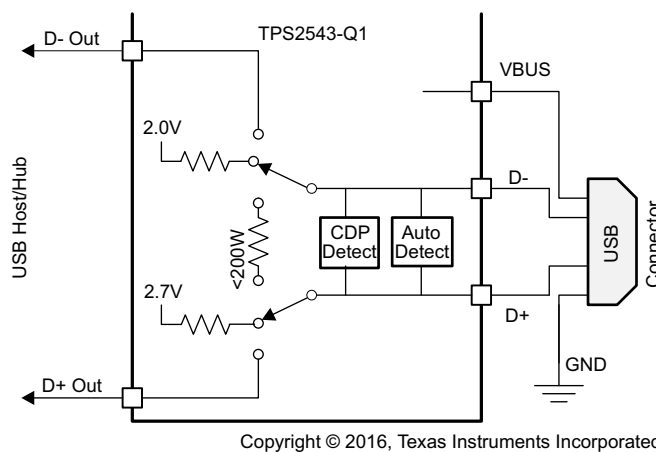 TPS2543-Q1
D- Out
VBUS
2.0V
D-
CDP
Detect
Auto
Detect
<200W
USB Host/Hub
USB
Connector
2.7V
D+
GND
D+ Out
Copyright © 2016, Texas Instruments Incorporated